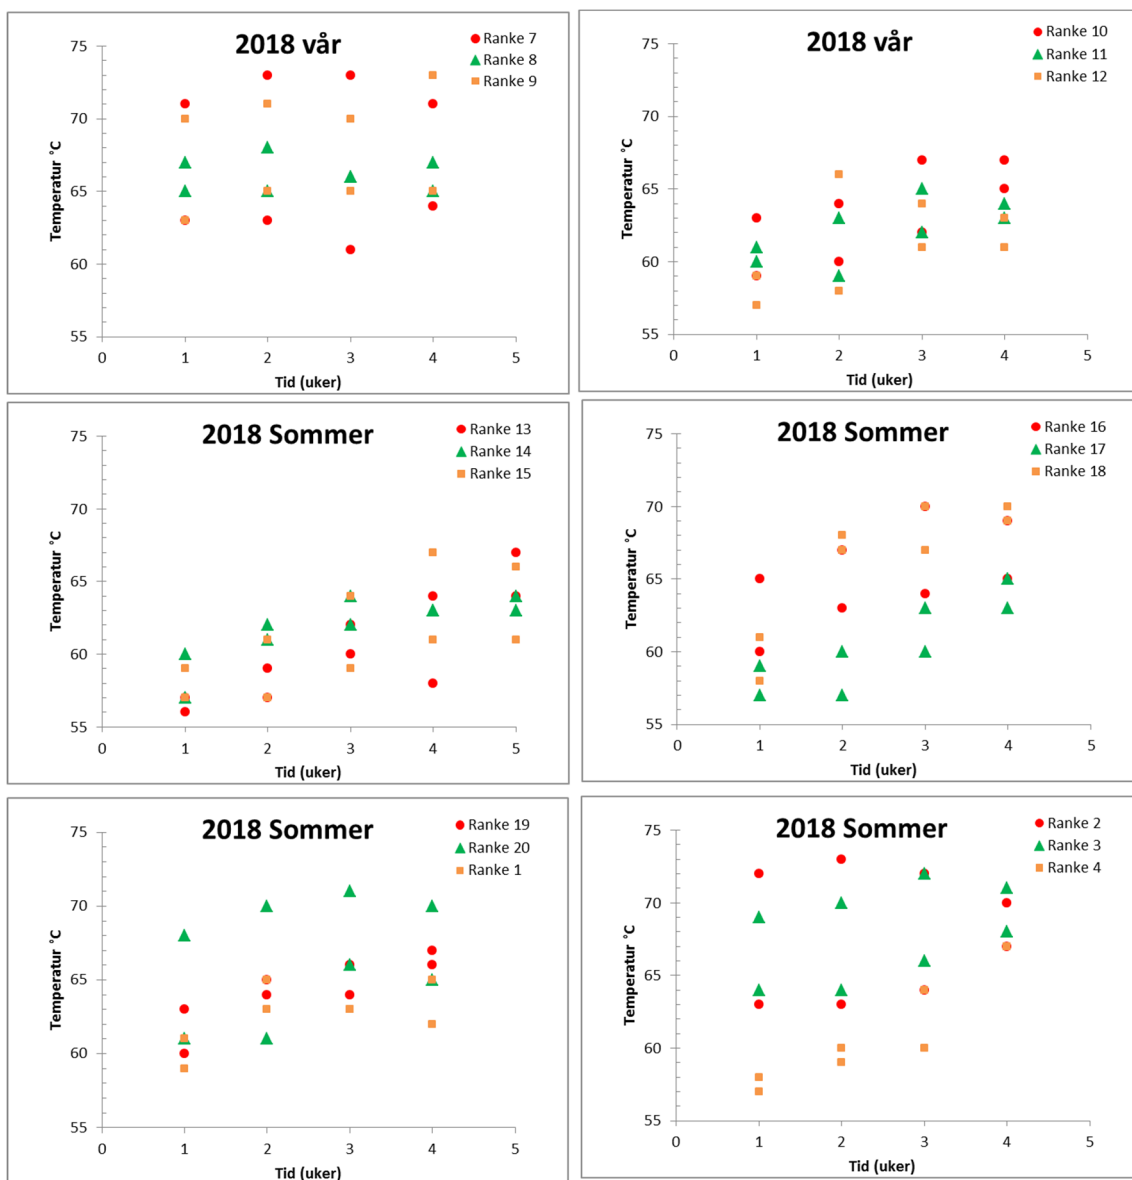 2018 vår
Ranke 7
Ranke 8
Ranke 9
Temperatur °C
75
70
65
60
55
0 1 2 3 4 5
Tid (uker)
2018 vår
Ranke 10
Ranke 11
Ranke 12
Temperatur °C
75
70
65
60
55
0 1 2 3 4 5
Tid (uker)
2018 Sommer
Ranke 13
Ranke 14
Ranke 15
Temperatur °C
75
70
65
60
55
0 1 2 3 4 5
Tid (uker)
2018 Sommer
Ranke 16
Ranke 17
Ranke 18
Temperatur °C
75
70
65
60
55
0 1 2 3 4 5
Tid (uker)
2018 Sommer
Ranke 19
Ranke 20
Ranke 1
Temperatur °C
75
70
65
60
55
0 1 2 3 4 5
Tid (uker)
2018 Sommer
Ranke 2
Ranke 3
Ranke 4
Temperatur °C
75
70
65
60
55
0 1 2 3 4 5
Tid (uker)